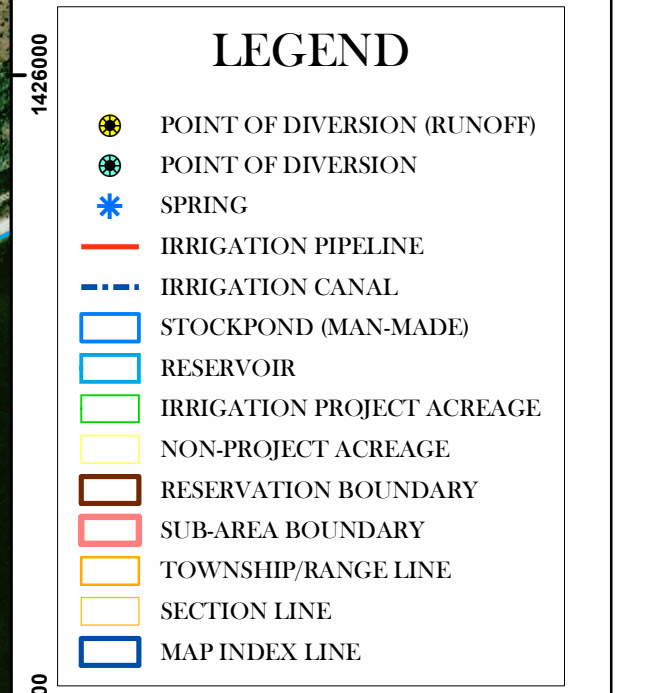 1426000
LEGEND
POINT OF DIVERSION (RUNOFF)
POINT OF DIVERSION
SPRING
IRRIGATION PIPELINE
IRRIGATION CANAL
STOCKPOND (MAN-MADE)
RESERVOIR
IRRIGATION PROJECT ACREAGE
NON-PROJECT ACREAGE
RESERVATION BOUNDARY
SUB-AREA BOUNDARY
TOWNSHIP/RANGE LINE
SECTION LINE
MAP INDEX LINE